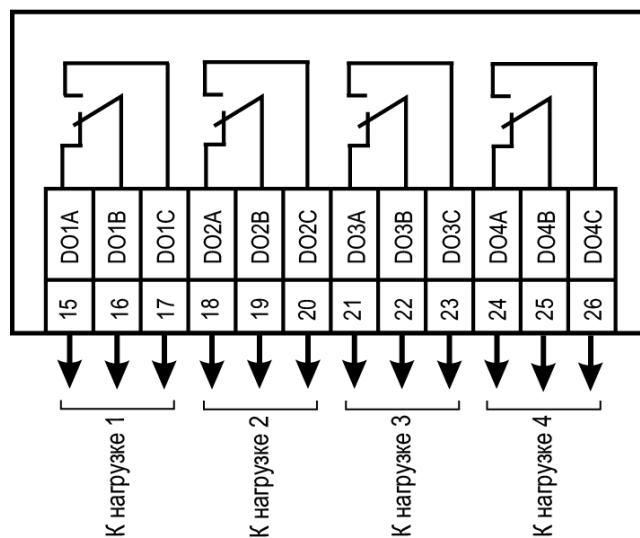 DO1A DO1B DO1C DO2A DO2B DO2C DO3A DO3B DO3C DO4A DO4B DO4C
15 16 17 18 19 20 21 22 23 24 25 26
К нагрузке 1
К нагрузке 2
К нагрузке 3
К нагрузке 4